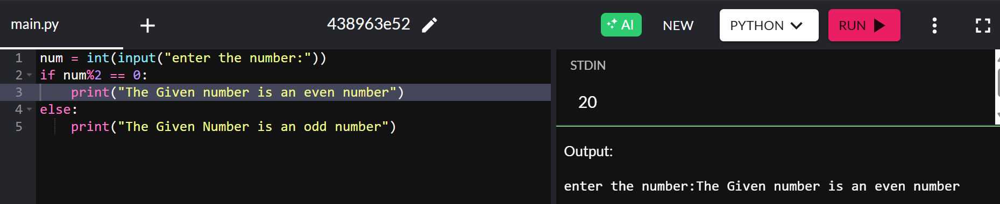 main.py + 438963e52 AI NEW PYTHON RUN
1 num = int(input("enter the number:"))
2 if num%2 == 0:
3     print("The Given number is an even number")
4 else:
5     print("The Given Number is an odd number")
STDIN
20
Output:
enter the number:The Given number is an even number